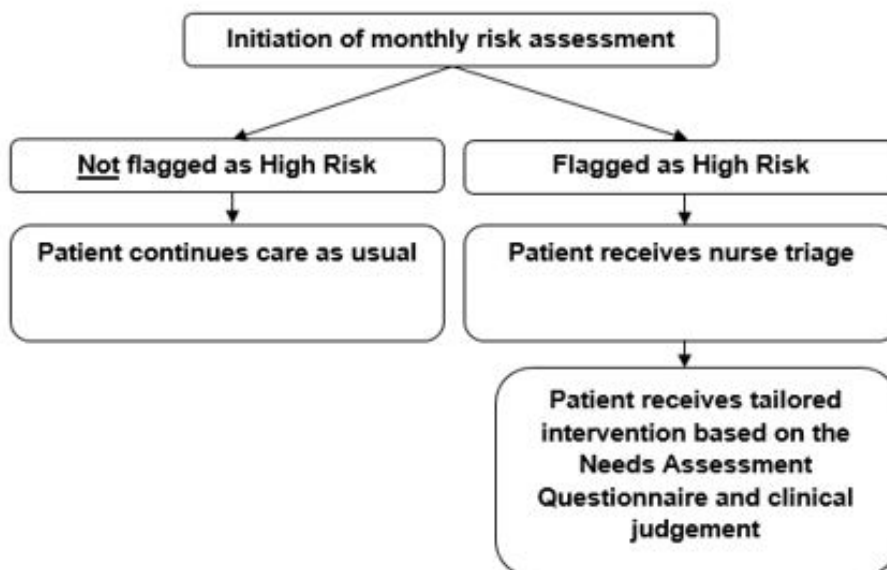 Initiation of monthly risk assessment
Not flagged as High Risk
Flagged as High Risk
Patient continues care as usual
Patient receives nurse triage
Patient receives tailored
intervention based on the
Needs Assessment
Questionnaire and clinical
judgement